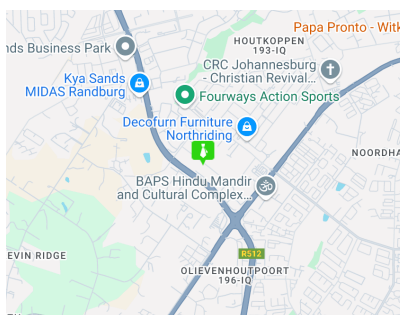 Papa Pronto - Witk
HOUTKOPPEN
193-IQ
nds Business Park
CRC Johannesburg
- Christian Revival...
Kya Sands
MIDAS Randburg
Fourways Action Sports
Decofurn Furniture
Northriding
NOORDHA
BAPS Hindu Mandir
and Cultural Complex...
EVIN RIDGE
R512
OLIEVENHOUTPOORT
196-IQ